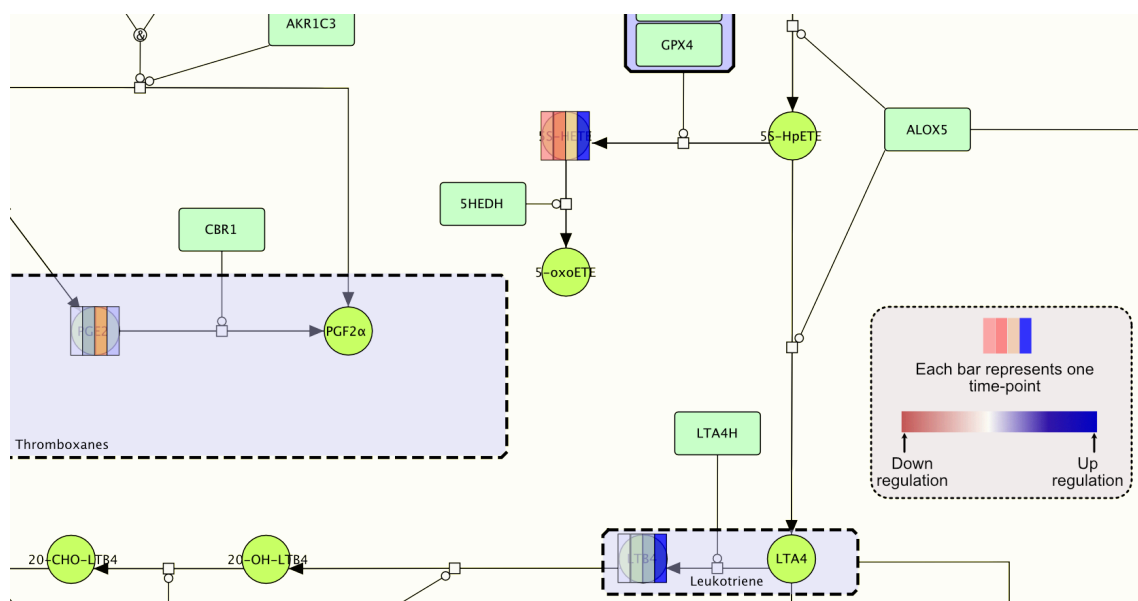 AKR1C3
GPX4
5S-HETE
5S-HpETE
ALOX5
5HEDH
CBR1
5-oxoETE
PGE2
PGF2α
Each bar represents one
time-point
Down
regulation
Up
regulation
Thromboxanes
LTA4H
20-CHO-LTB4
20-OH-LTB4
LTB4
LTA4
Leukotriene
&